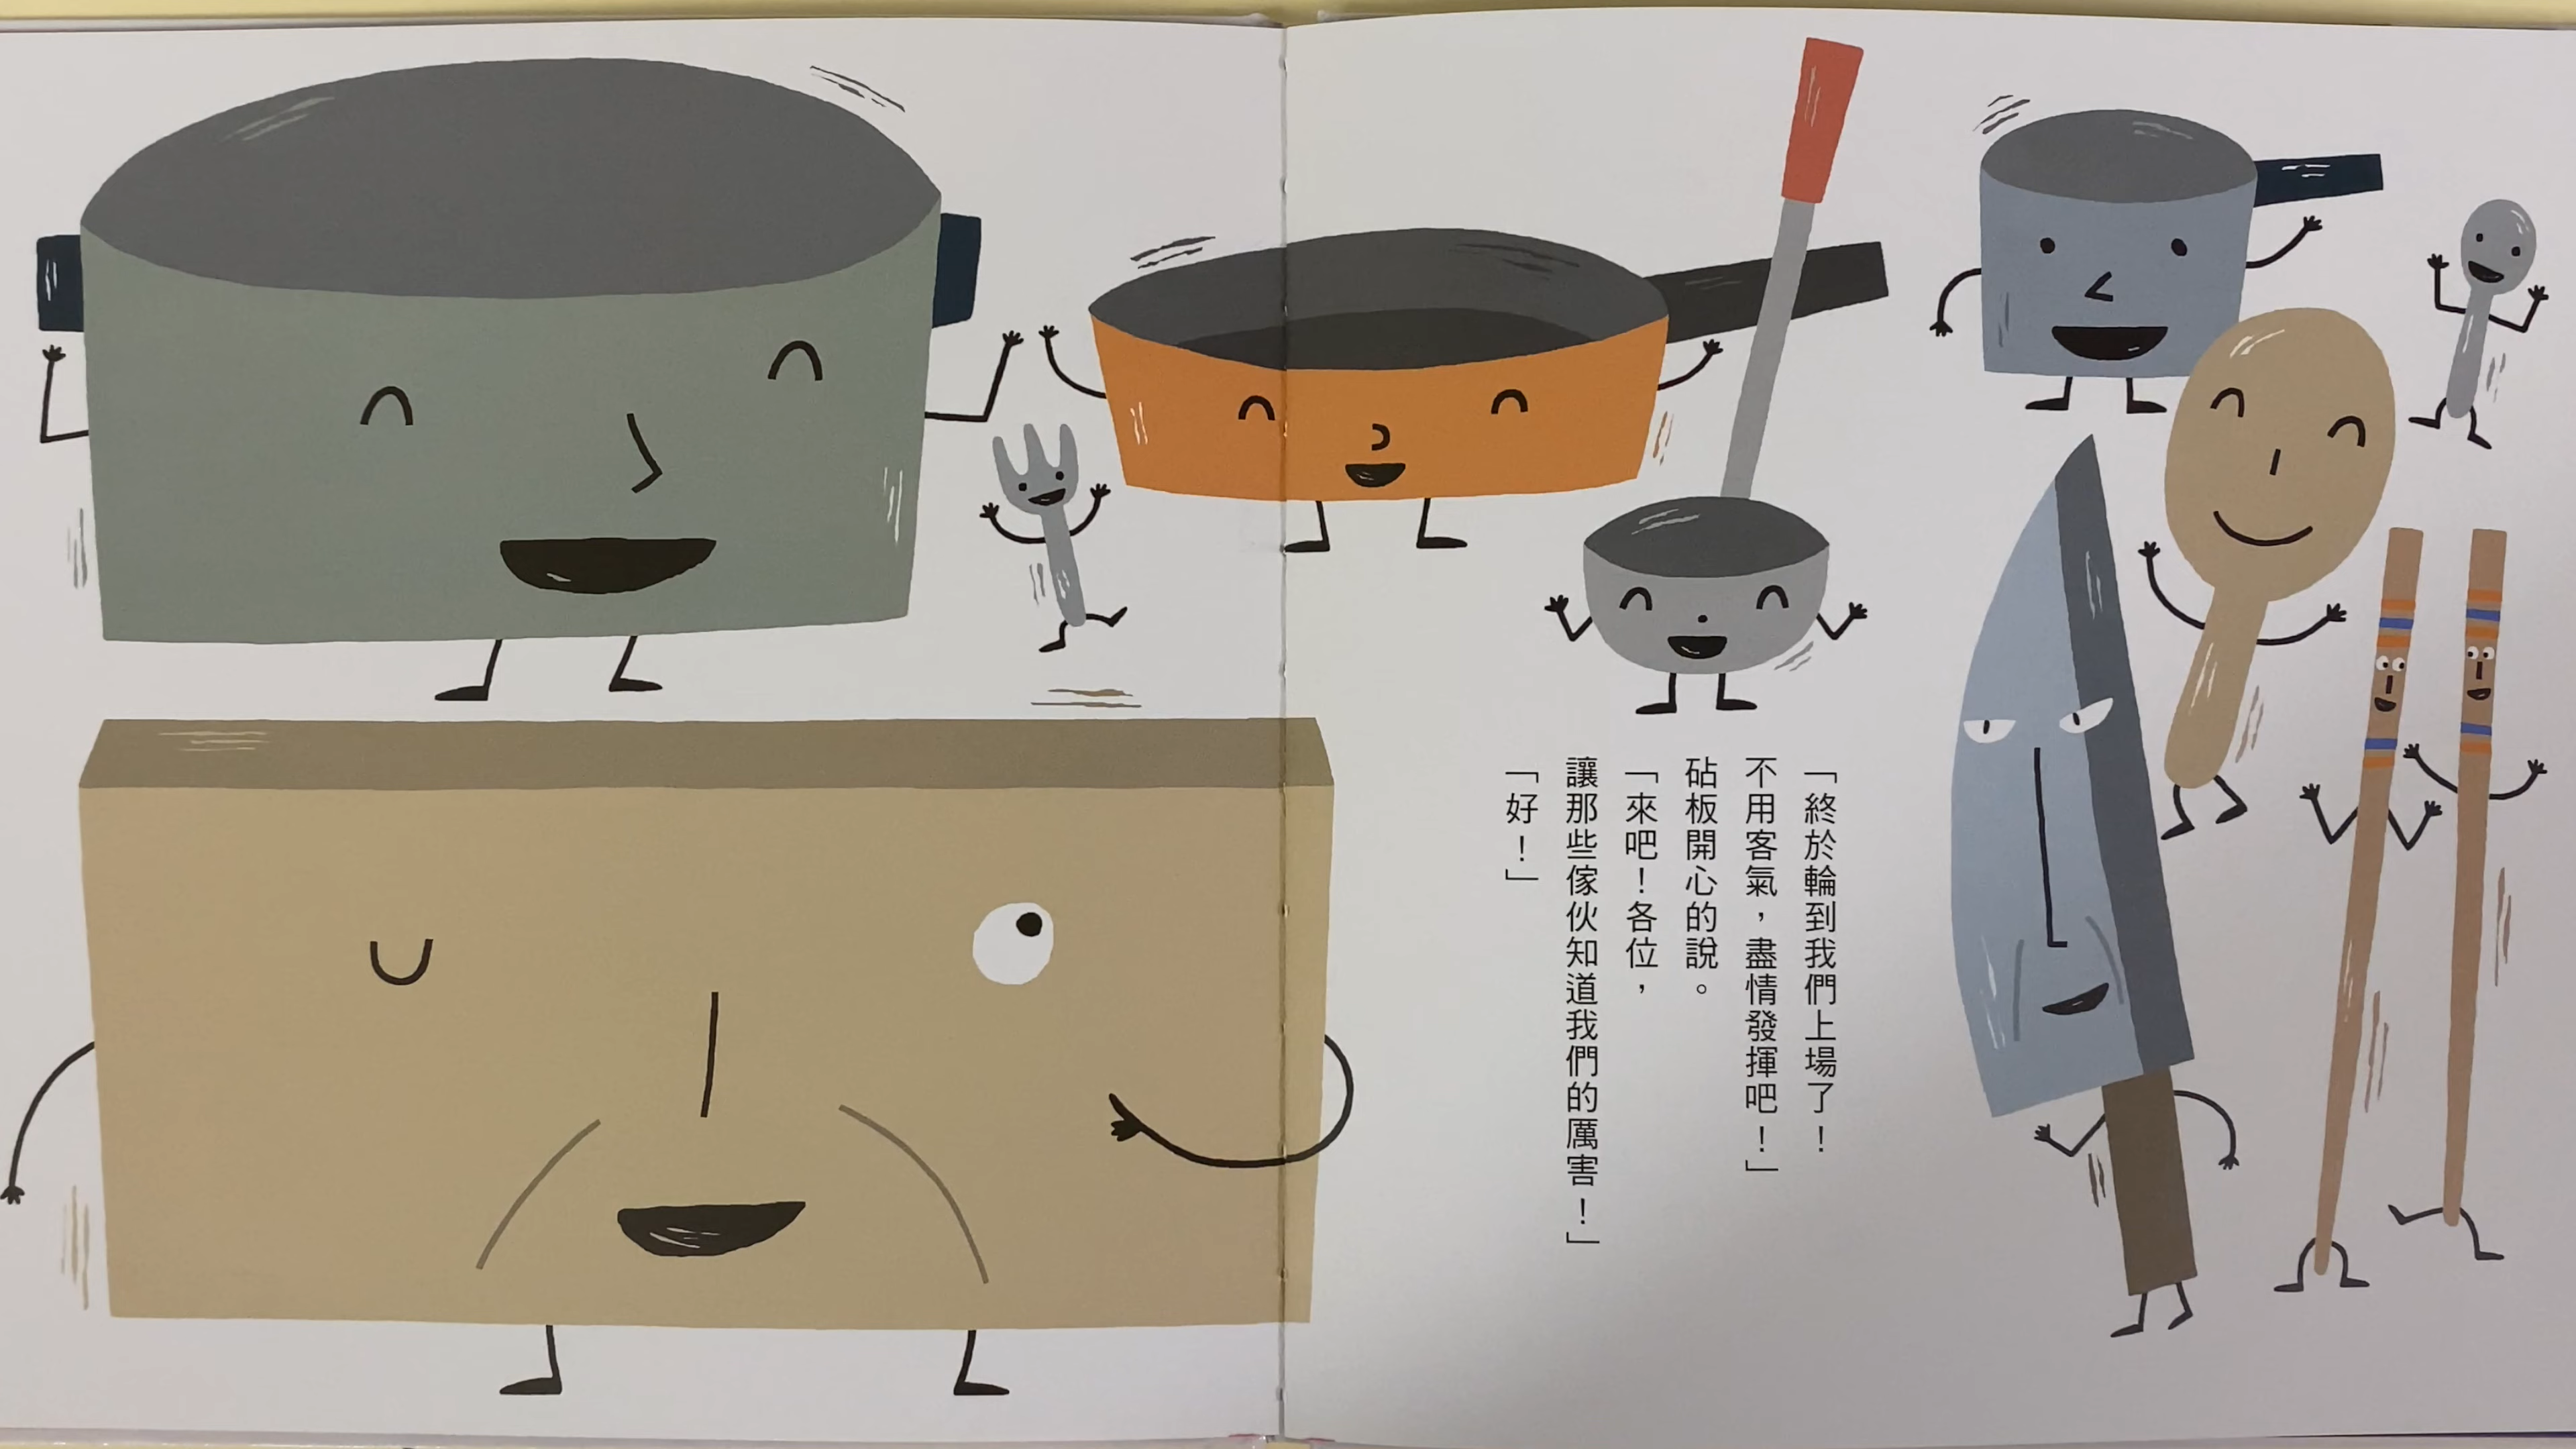 「終於輪到我們上場了！
不用客氣，盡情發揮吧！」
砧板開心的說。
「來吧！各位，
讓那些傢伙知道我們的厲害！」
「好！」